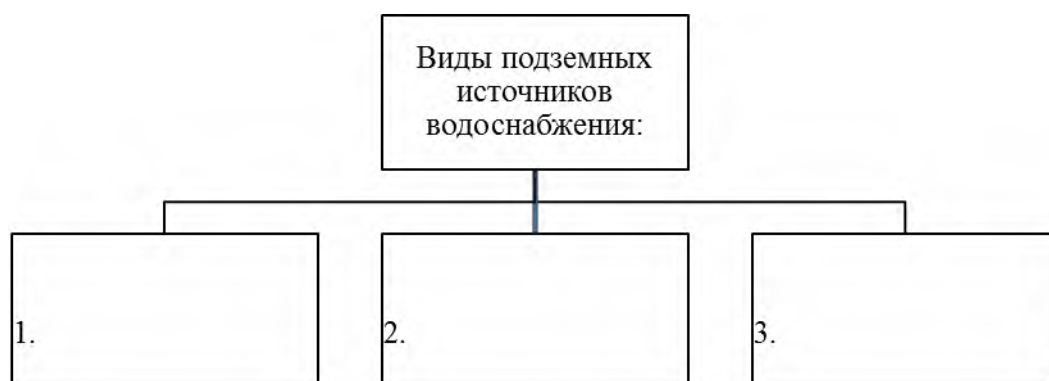 Виды подземных
источников
водоснабжения:
1.
2.
3.